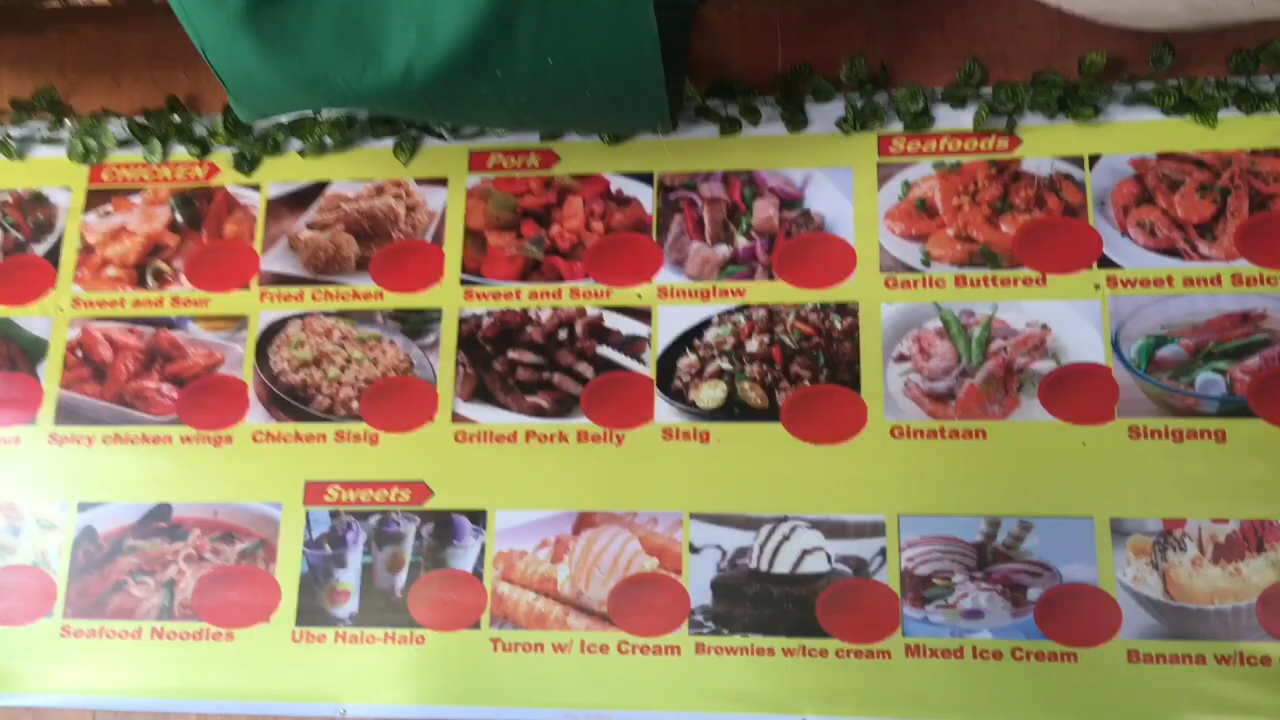 CHICKEN
Pork
Seafoods
Sweet and Sour
Fried Chicken
Sweet and Sour
Sinuglaw
Garlic Buttered
Sweet and Spic
Spicy chicken wings
Chicken Sisig
Grilled Pork Belly
Sisig
Ginataan
Sinigang
Sweets
Seafood Noodles
Ube Halo-Halo
Turon w/ Ice Cream
Brownies w/Ice cream
Mixed Ice Cream
Banana w/Ice